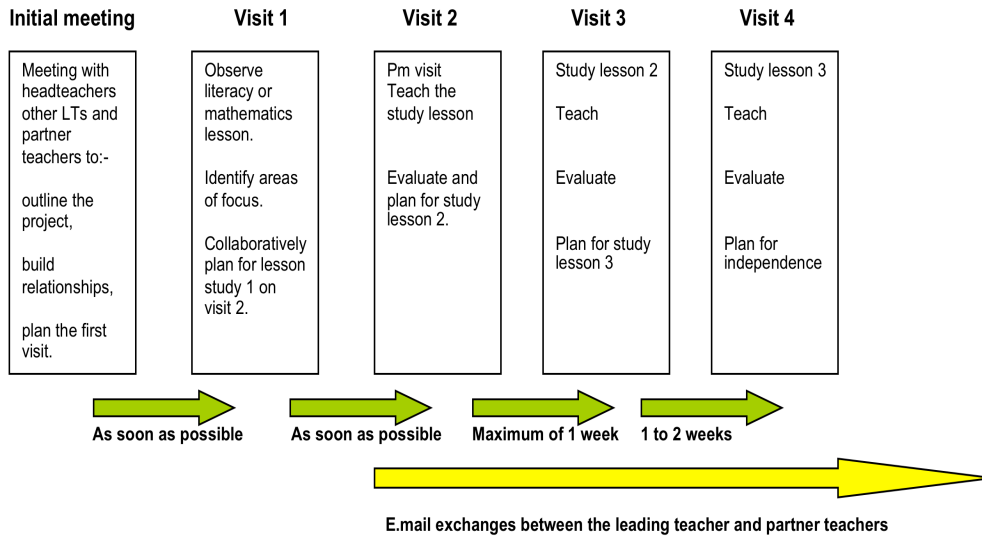 Initial meeting
Meeting with
headteachers
other LTs and
partner
teachers to:-
outline the
project,
build
relationships,
plan the first
visit.
Visit 1
Observe
literacy or
mathematics
lesson.
Identify areas
of focus.
Collaboratively
plan for lesson
study 1 on
visit 2.
Visit 2
Pm visit
Teach the
study lesson
Evaluate and
plan for study
lesson 2.
Visit 3
Study lesson 2
Teach
Evaluate
Plan for study
lesson 3
Visit 4
Study lesson 3
Teach
Evaluate
Plan for
independence
As soon as possible
As soon as possible
Maximum of 1 week
1 to 2 weeks
E.mail exchanges between the leading teacher and partner teachers